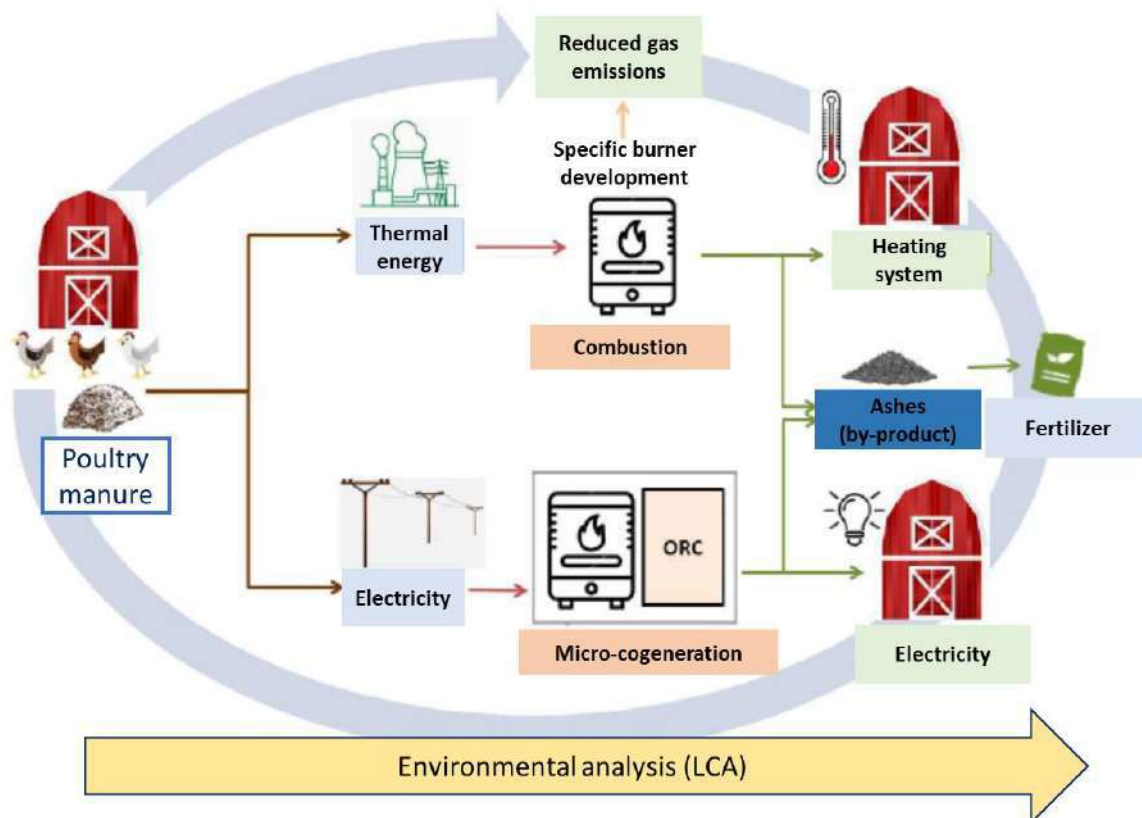 Reduced gas
emissions
Specific burner
development
Thermal
energy
Heating
system
Combustion
Ashes
(by-product)
Fertilizer
Poultry
manure
ORC
Electricity
Micro-cogeneration
Electricity
Environmental analysis (LCA)